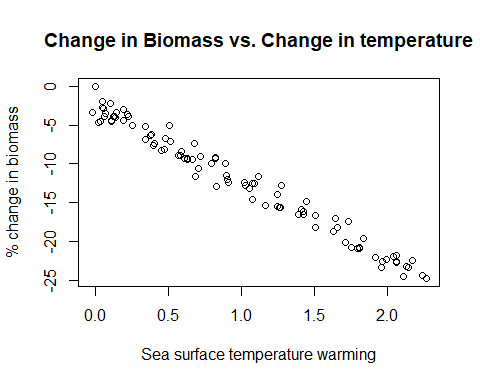 Change in Biomass vs. Change in temperature
% change in biomass
0
-5
-10
-15
-20
-25
0.0 0.5 1.0 1.5 2.0
Sea surface temperature warming